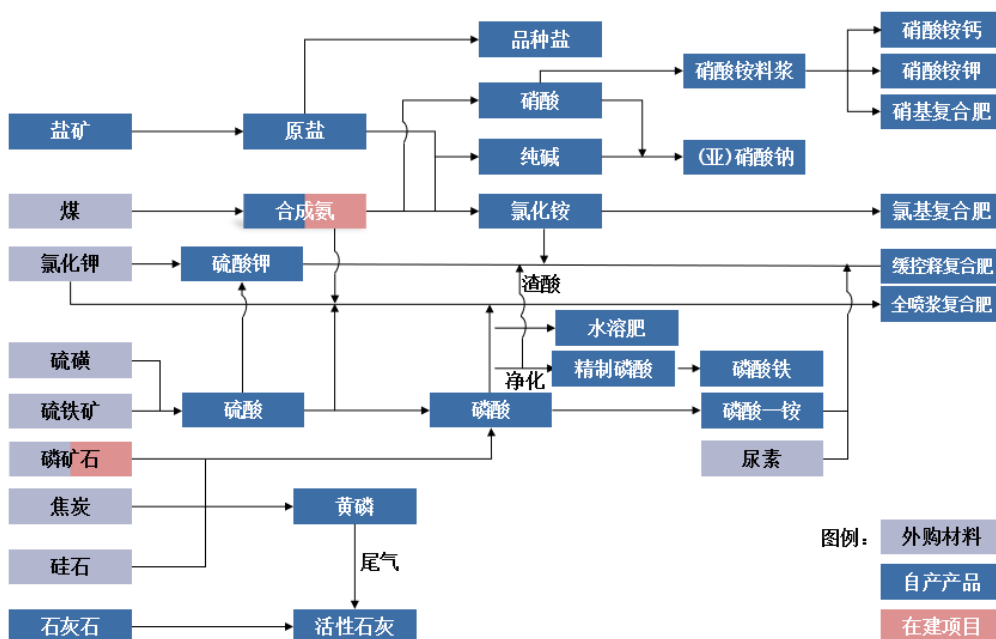 品种盐
硝酸铵钙
硝酸铵料浆
硝酸铵钾
硝酸
硝基复合肥
盐矿
原盐
纯碱
(亚)硝酸钠
煤
合成氨
氯化铵
氯基复合肥
氯化钾
硫酸钾
缓控释复合肥
渣酸
全喷浆复合肥
水溶肥
硫磺
净化
精制磷酸
磷酸铁
硫铁矿
硫酸
磷酸
磷酸一铵
磷矿石
尿素
焦炭
黄磷
图例：
外购材料
硅石
尾气
自产产品
石灰石
活性石灰
在建项目